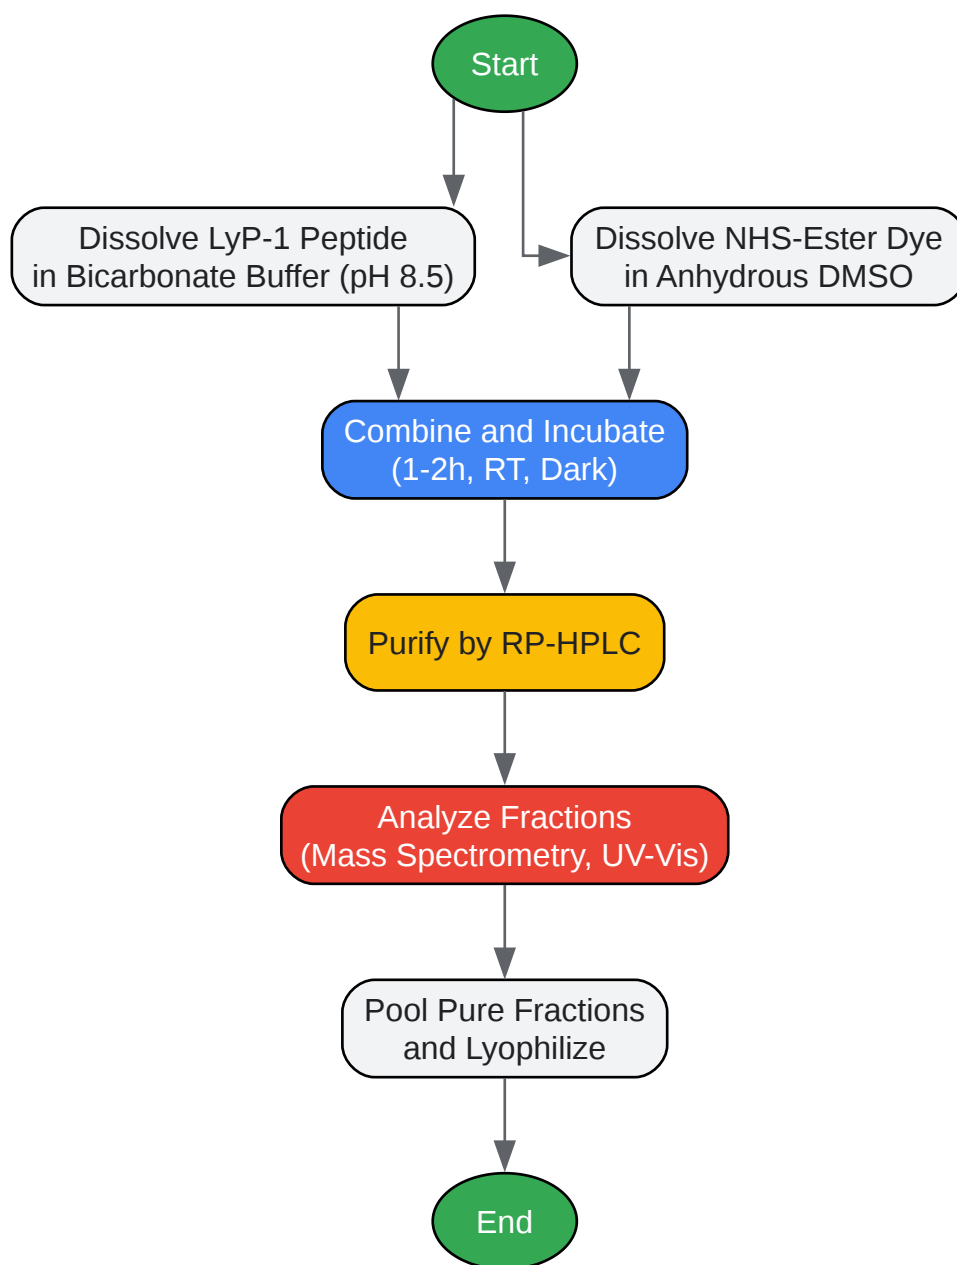 Start
Dissolve LyP-1 Peptide
in Bicarbonate Buffer (pH 8.5)
Dissolve NHS-Ester Dye
in Anhydrous DMSO
Combine and Incubate
(1-2h, RT, Dark)
Purify by RP-HPLC
Analyze Fractions
(Mass Spectrometry, UV-Vis)
Pool Pure Fractions
and Lyophilize
End